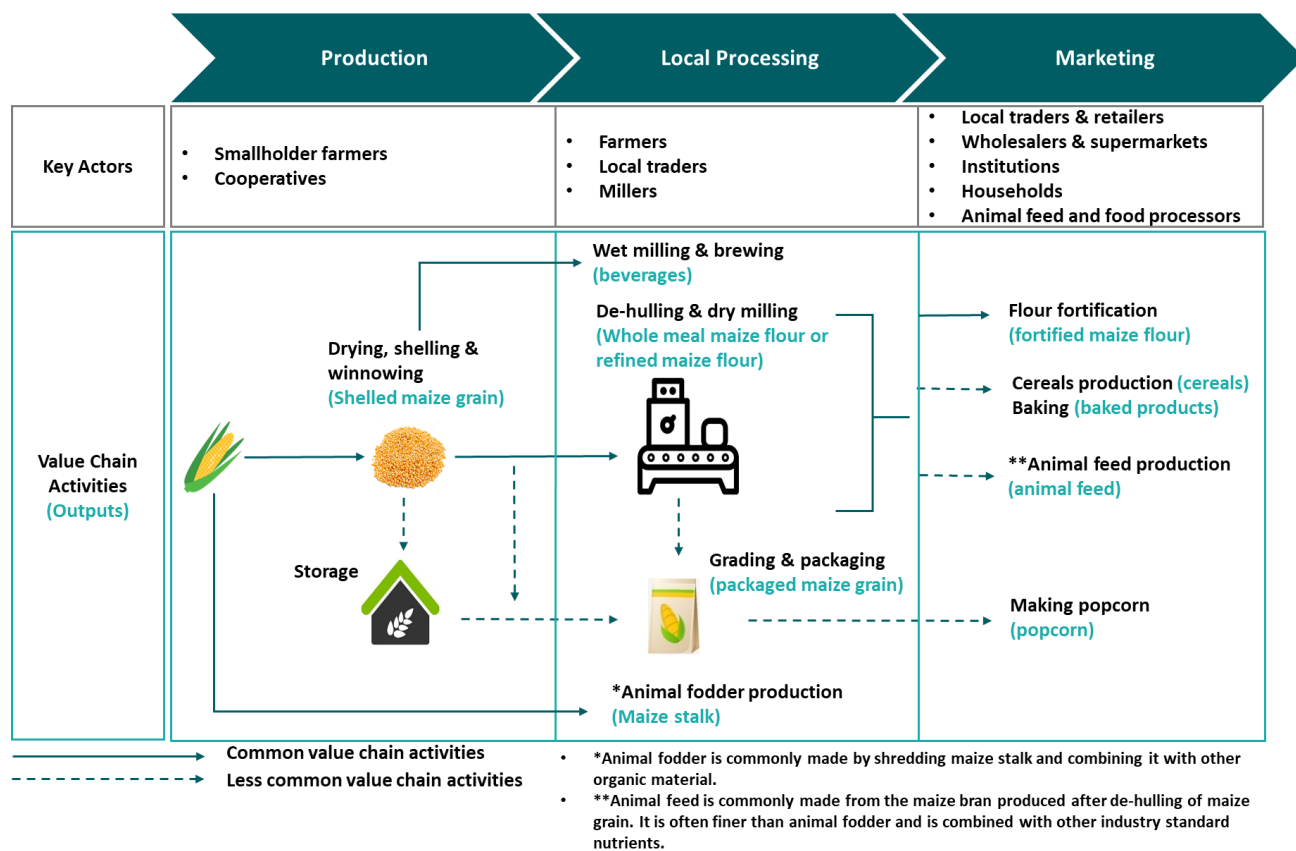 Production
Local Processing
Marketing
Key Actors
• Smallholder farmers
• Cooperatives
• Farmers
• Local traders
• Millers
• Local traders & retailers
• Wholesalers & supermarkets
• Institutions
• Households
• Animal feed and food processors
Value Chain
Activities
(Outputs)
Drying, shelling &
winnowing
(Shelled maize grain)
Storage
Wet milling & brewing
(beverages)
De-hulling & dry milling
(Whole meal maize flour or
refined maize flour)
Grading & packaging
(packaged maize grain)
*Animal fodder production
(Maize stalk)
Flour fortification
(fortified maize flour)
Cereals production (cereals)
Baking (baked products)
**Animal feed production
(animal feed)
Making popcorn
(popcorn)
Common value chain activities
Less common value chain activities
• *Animal fodder is commonly made by shredding maize stalk and combining it with other
organic material.
• **Animal feed is commonly made from the maize bran produced after de-hulling of maize
grain. It is often finer than animal fodder and is combined with other industry standard
nutrients.